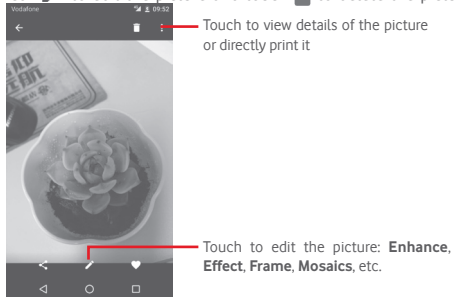 Vodafone 09:52
Touch to view details of the picture
or directly print it
Touch to edit the picture: Enhance,
Effect, Frame, Mosaics, etc.